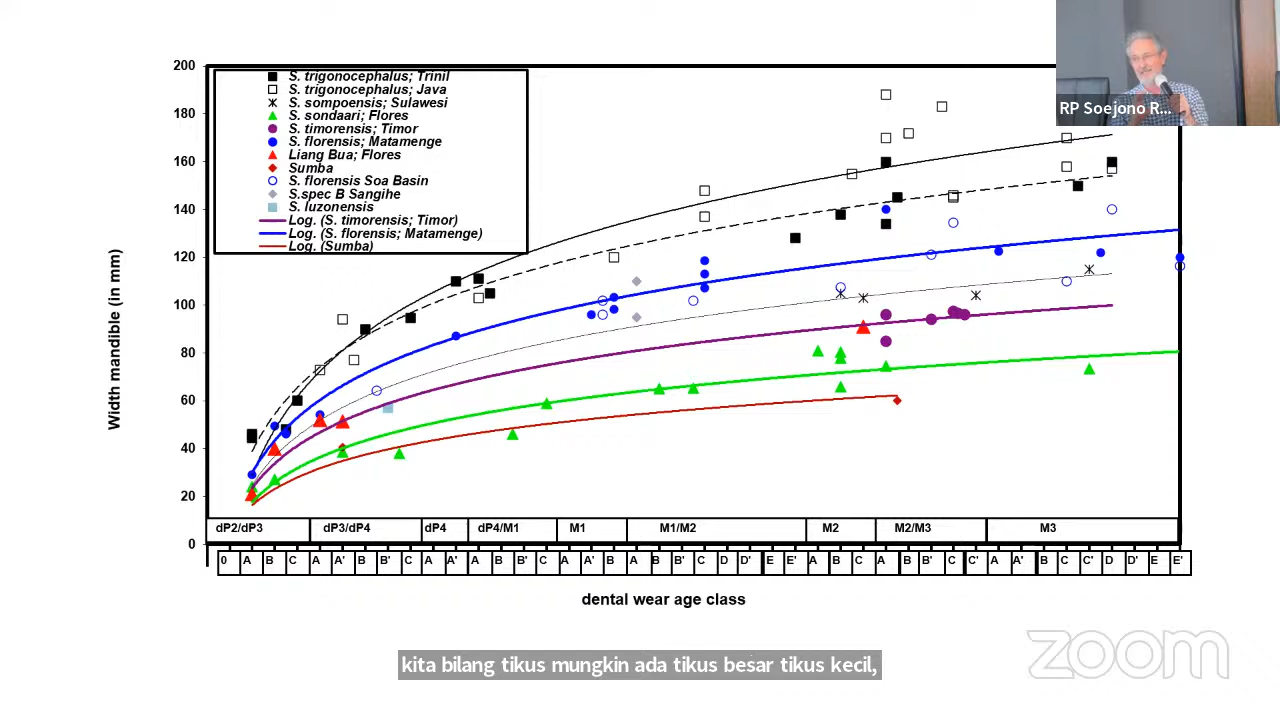 200
180
160
140
120
100
80
60
40
20
0
Width mandible (in mm)
S. trigonocephalus; Trinil
S. trigonocephalus; Java
S. sompoensis; Sulawesi
S. sondaari; Flores
S. timorensis; Timor
S. florensis; Matamenge
Liang Bua; Flores
Sumba
S. florensis Soa Basin
S.spec B Sangihe
S. luzonensis
Log. (S. timorensis; Timor)
Log. (S. florensis; Matamenge)
Log. (Sumba)
RP Soejono R...
dP2/dP3 dP3/dP4 dP4 dP4/M1 M1 M1/M2 M2 M2/M3 M3
0 A B C A A' B B' C A A' A B B' C A A' B A B B' C D D' E E' A B C A B B' C C' A A' B C C' D D' E E'
dental wear age class
zoom
kita bilang tikus mungkin ada tikus besar tikus kecil,